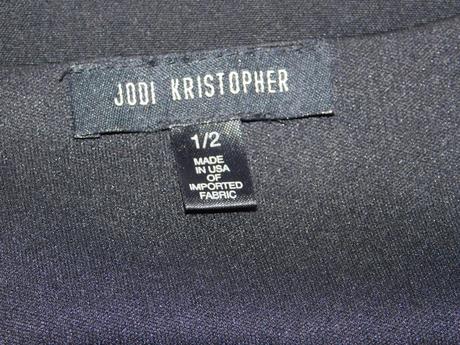 JODI KRISTOPHER
1/2
MADE
IN USA
OF
IMPORTED
FABRIC